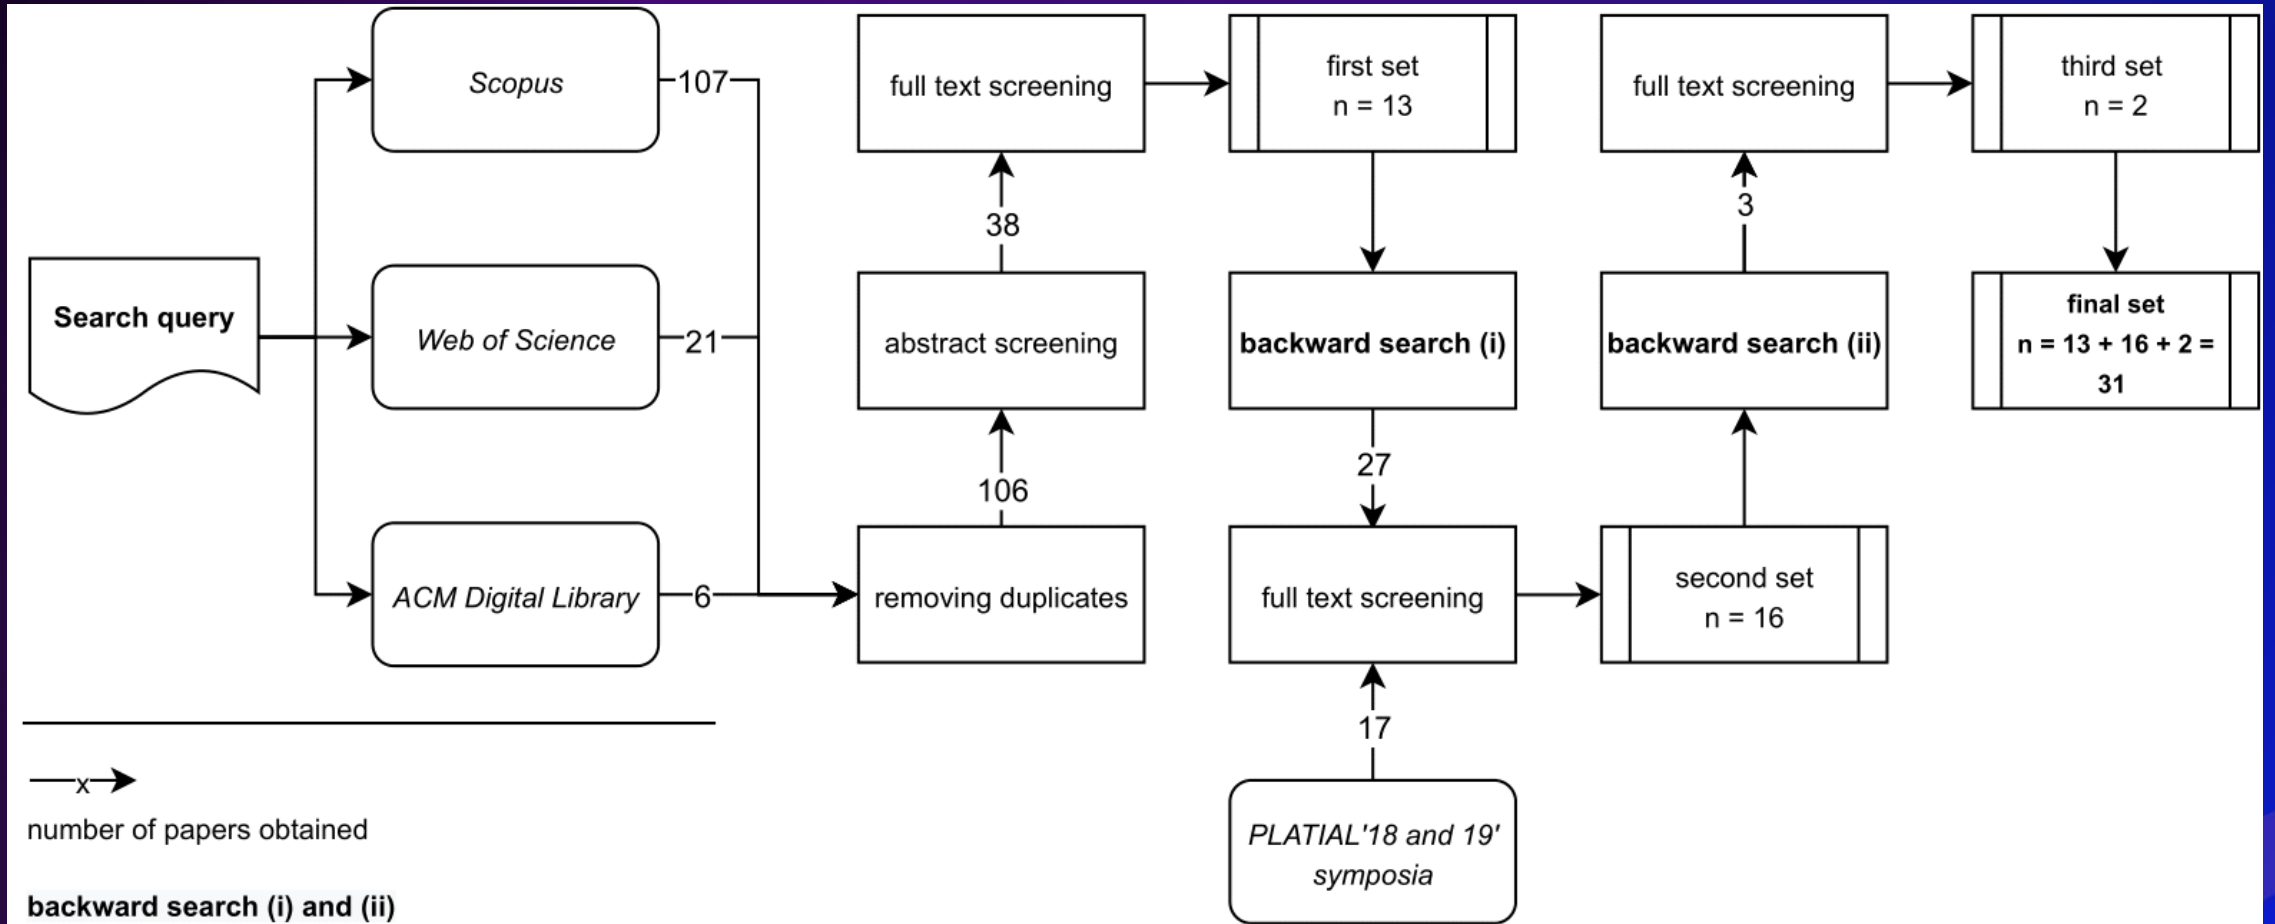 Search query
Scopus
107
Web of Science
21
ACM Digital Library
6
removing duplicates
106
abstract screening
38
full text screening
first set
n = 13
backward search (i)
27
full text screening
17
PLATIAL'18 and 19'
symposia
second set
n = 16
backward search (ii)
3
full text screening
third set
n = 2
final set
n = 13 + 16 + 2 =
31
x
number of papers obtained
backward search (i) and (ii)